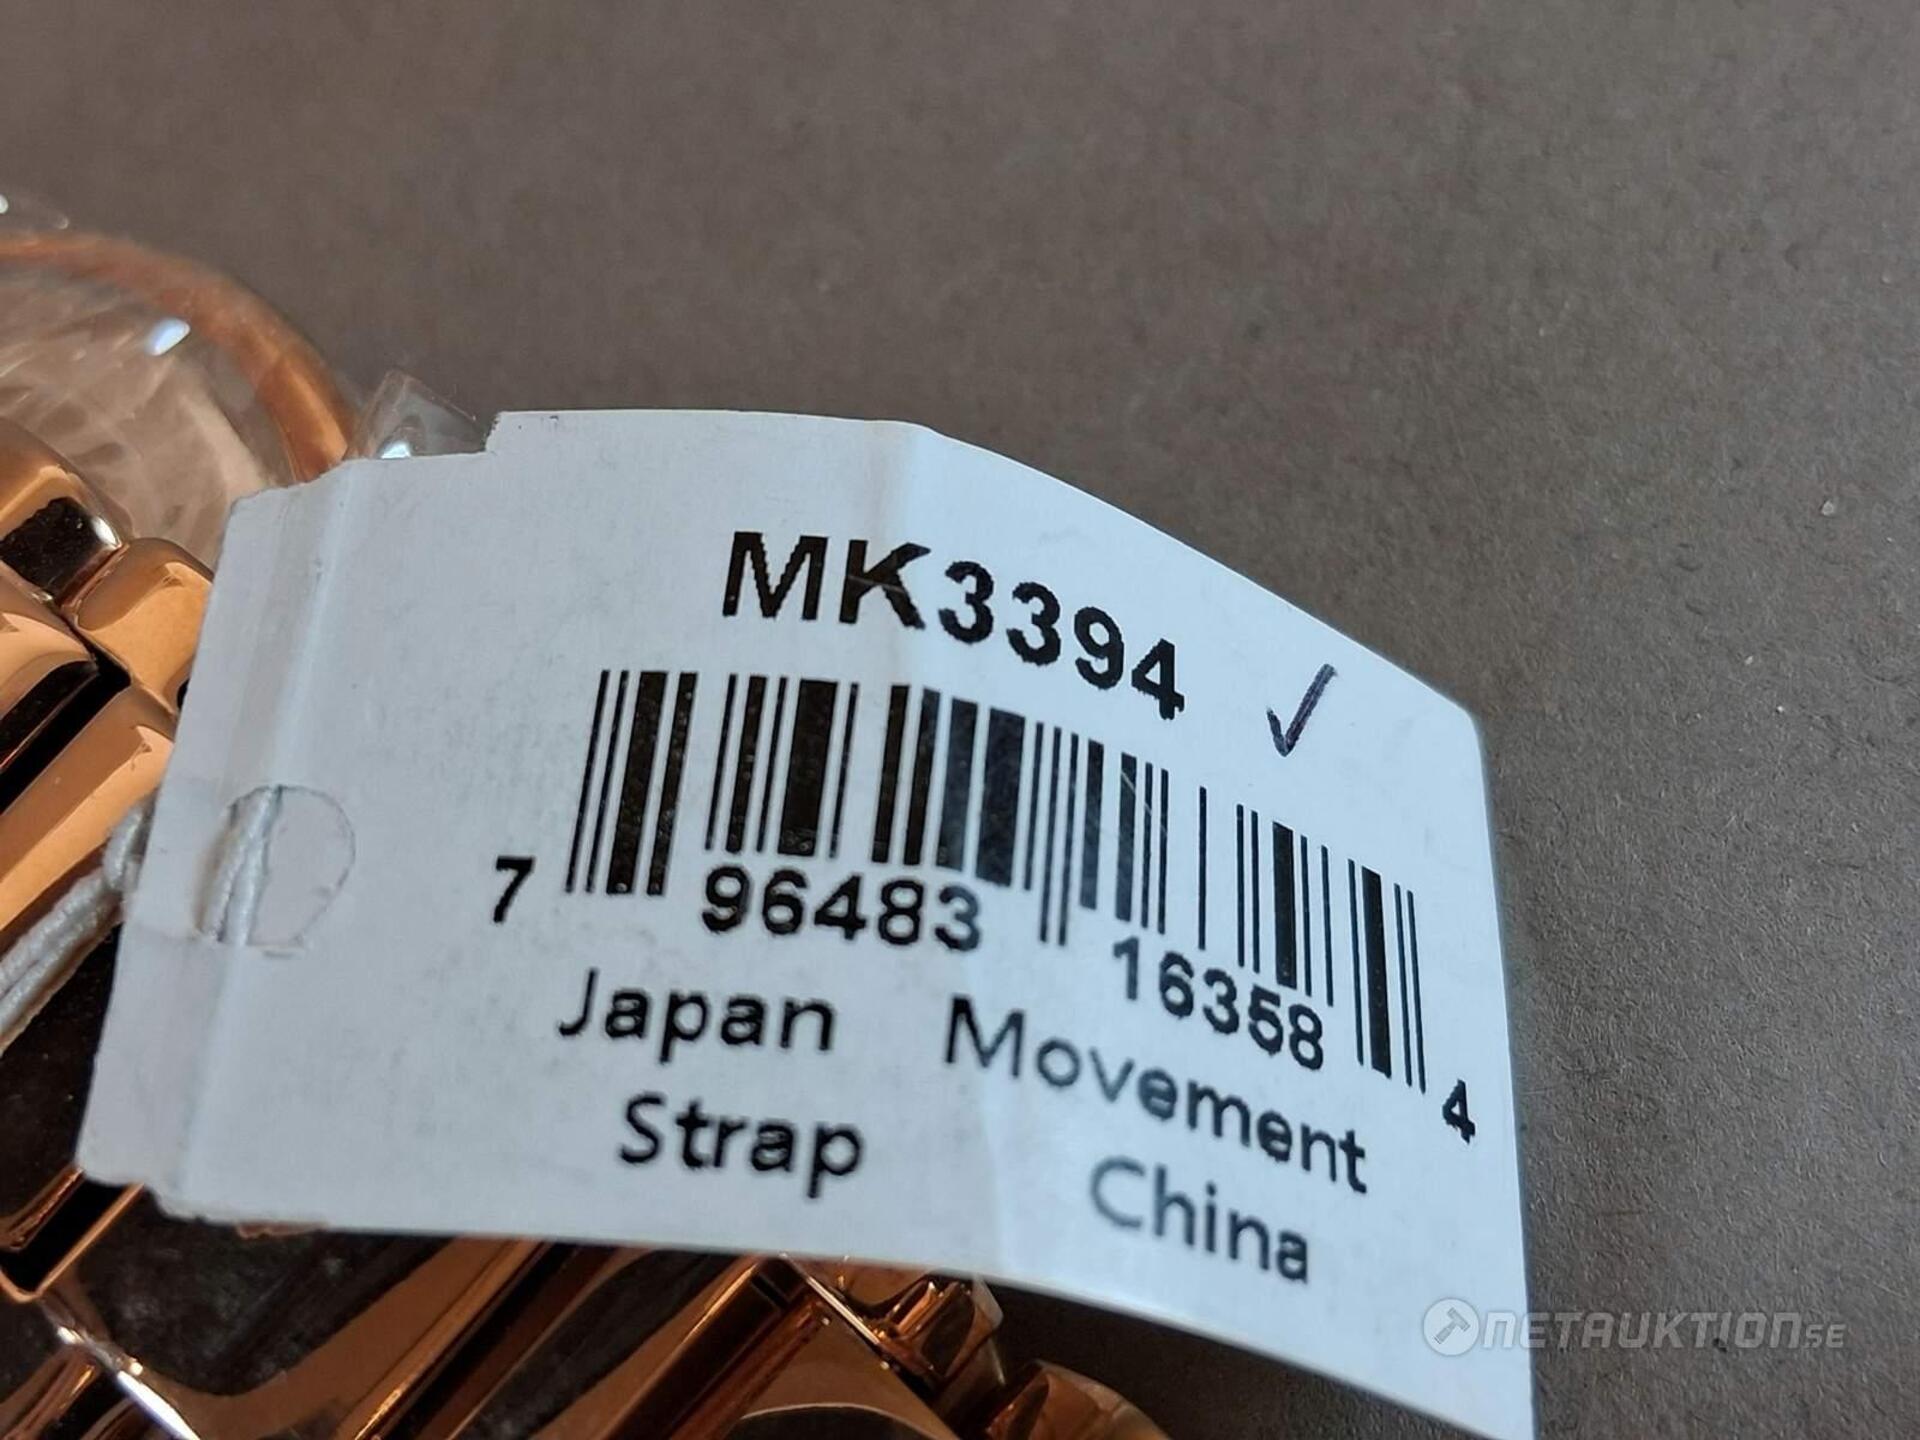 MK3394 ✓
7 96483 16358 4
Japan Movement
Strap China
NETAUKTION.SE